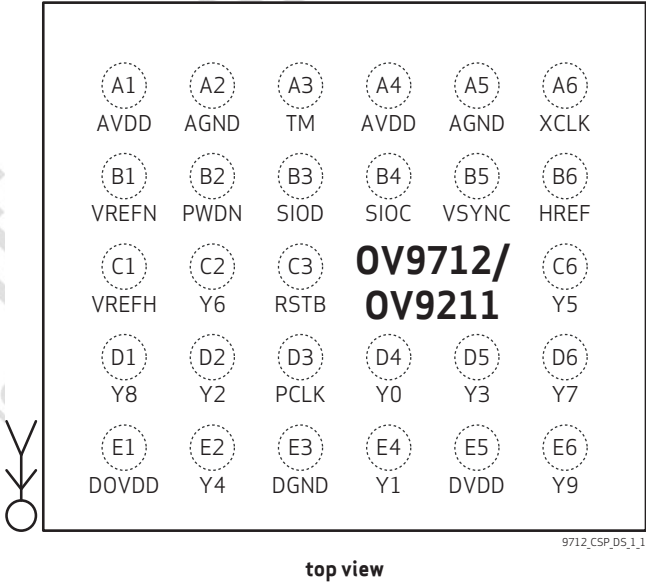 A1 A2 A3 A4 A5 A6
AVDD AGND TM AVDD AGND XCLK
B1 B2 B3 B4 B5 B6
VREFN PWDN SIOD SIOC VSYNC HREF
C1 C2 C3 OV9712/ C6
VREFH Y6 RSTB OV9211 Y5
D1 D2 D3 D4 D5 D6
Y8 Y2 PCLK Y0 Y3 Y7
E1 E2 E3 E4 E5 E6
DOVDD Y4 DGND Y1 DVDD Y9
9712_CSP_DS_1_1
top view